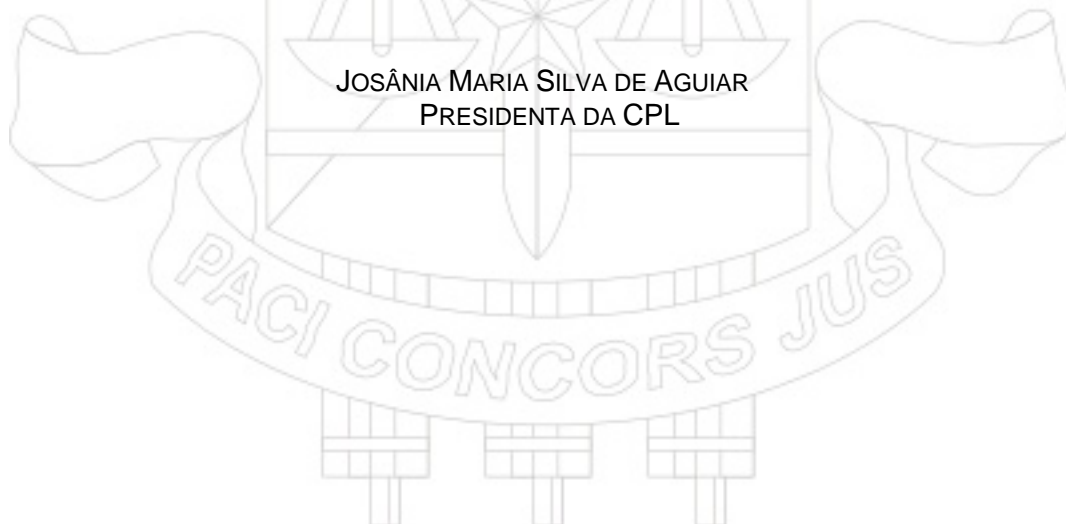 JOSÂNIA MARIA SILVA DE AGUIAR
PRESIDENTA DA CPL
PACI CONCORS JUS